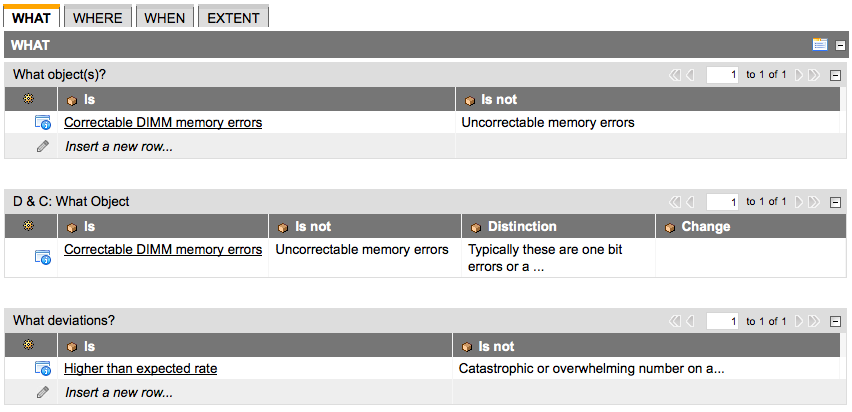 WHAT WHERE WHEN EXTENT
WHAT
What object(s)? 1 to 1 of 1
Is Is not
Correctable DIMM memory errors Uncorrectable memory errors
Insert a new row...
D & C: What Object 1 to 1 of 1
Is Is not Distinction Change
Correctable DIMM memory errors Uncorrectable memory errors Typically these are one bit
errors or a ...
What deviations? 1 to 1 of 1
Is Is not
Higher than expected rate Catastrophic or overwhelming number on a...
Insert a new row...